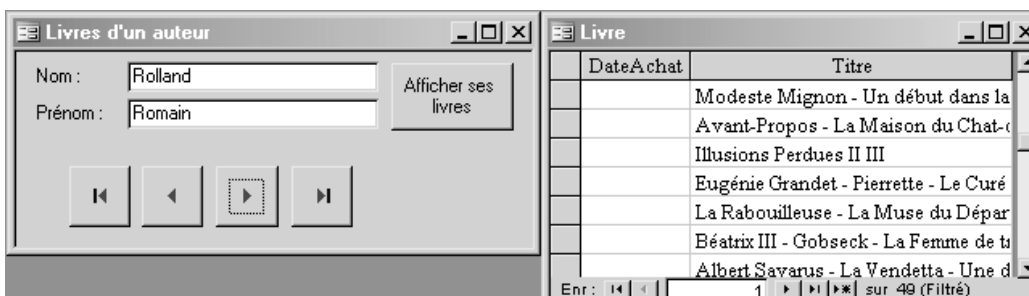 Livres d'un auteur
Nom :
Rolland
Prénom :
Romain
Afficher ses
livres
Livre
DateAchat Titre
Modeste Mignon - Un début dans la
Avant-Propos - La Maison du Chat-
Illusions Perdues II III
Eugénie Grandet - Pierrette - Le Curé
La Rabouilleuse - La Muse du Dépar
Béatrix III - Gobseck - La Femme de
Albert Savarus - La Vendetta - Une d
Enr : 1 sur 49 (Filtré)